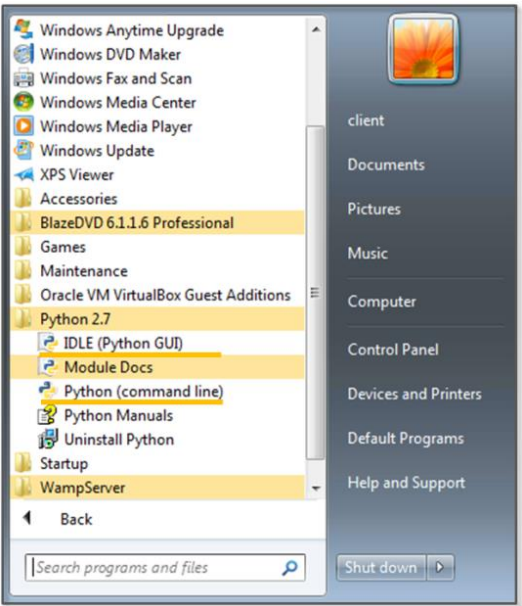 Windows Anytime Upgrade
Windows DVD Maker
Windows Fax and Scan
Windows Media Center
Windows Media Player
Windows Update
XPS Viewer
Accessories
BlazeDVD 6.1.1.6 Professional
Games
Maintenance
Oracle VM VirtualBox Guest Additions
Python 2.7
IDLE (Python GUI)
Module Docs
Python (command line)
Python Manuals
Uninstall Python
Startup
WampServer
Back
Search programs and files
client
Documents
Pictures
Music
Computer
Control Panel
Devices and Printers
Default Programs
Help and Support
Shut down